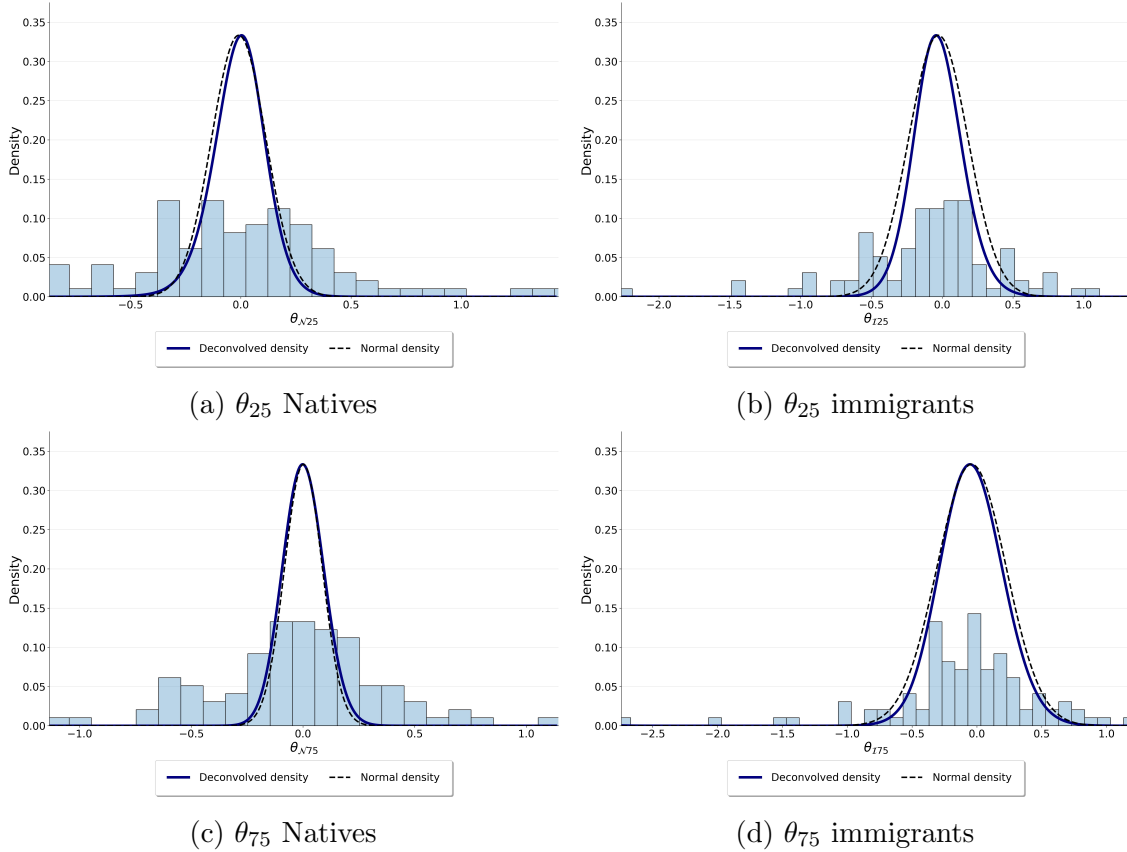 0.35
0.30
0.25
0.20
0.15
0.10
0.05
0.00
Density
−0.5 0.0 0.5 1.0
θ𝒩25
Deconvolved density Normal density
(a) θ25 Natives
0.35
0.30
0.25
0.20
0.15
0.10
0.05
0.00
Density
−2.0 −1.5 −1.0 −0.5 0.0 0.5 1.0
θℐ25
Deconvolved density Normal density
(b) θ25 immigrants
0.35
0.30
0.25
0.20
0.15
0.10
0.05
0.00
Density
−1.0 −0.5 0.0 0.5 1.0
θ𝒩75
Deconvolved density Normal density
(c) θ75 Natives
0.35
0.30
0.25
0.20
0.15
0.10
0.05
0.00
Density
−2.5 −2.0 −1.5 −1.0 −0.5 0.0 0.5 1.0
θℐ75
Deconvolved density Normal density
(d) θ75 immigrants